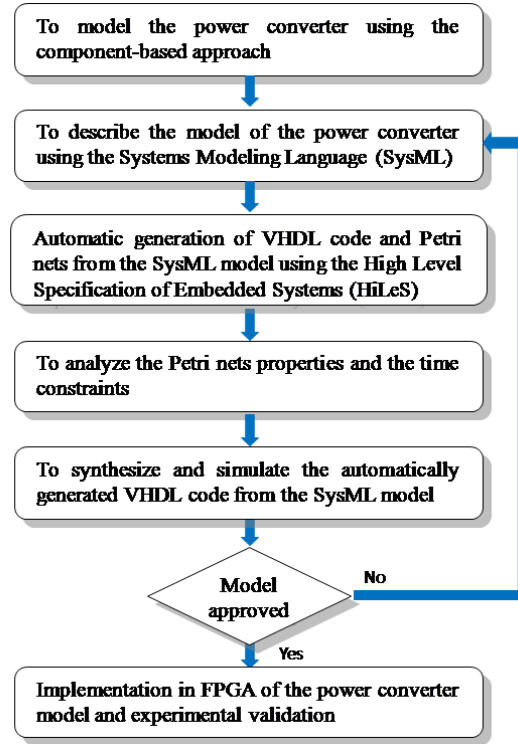 To model the power converter using the
component-based approach
To describe the model of the power converter
using the Systems Modeling Language (SysML)
Automatic generation of VHDL code and Petri
nets from the SysML model using the High Level
Specification of Embedded Systems (HiLeS)
To analyze the Petri nets properties and the time
constraints
To synthesize and simulate the automatically
generated VHDL code from the SysML model
Model
approved
No
Yes
Implementation in FPGA of the power converter
model and experimental validation